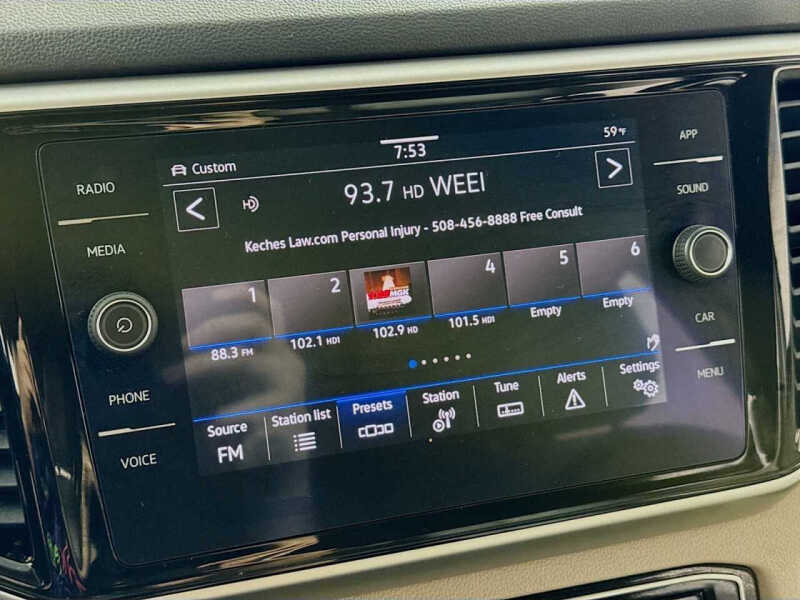 59°F
7:53
Custom
APP
RADIO
93.7 HD WEEI
SOUND
Keches Law.com Personal Injury - 508-456-8888 Free Consult
MEDIA
1 2 4 5 6
MGK
88.3 FM 102.1 HD1 102.9 HD 101.5 HD1 Empty Empty
CAR
MENU
PHONE
Source Station list Presets Station Tune Alerts Settings
FM
VOICE